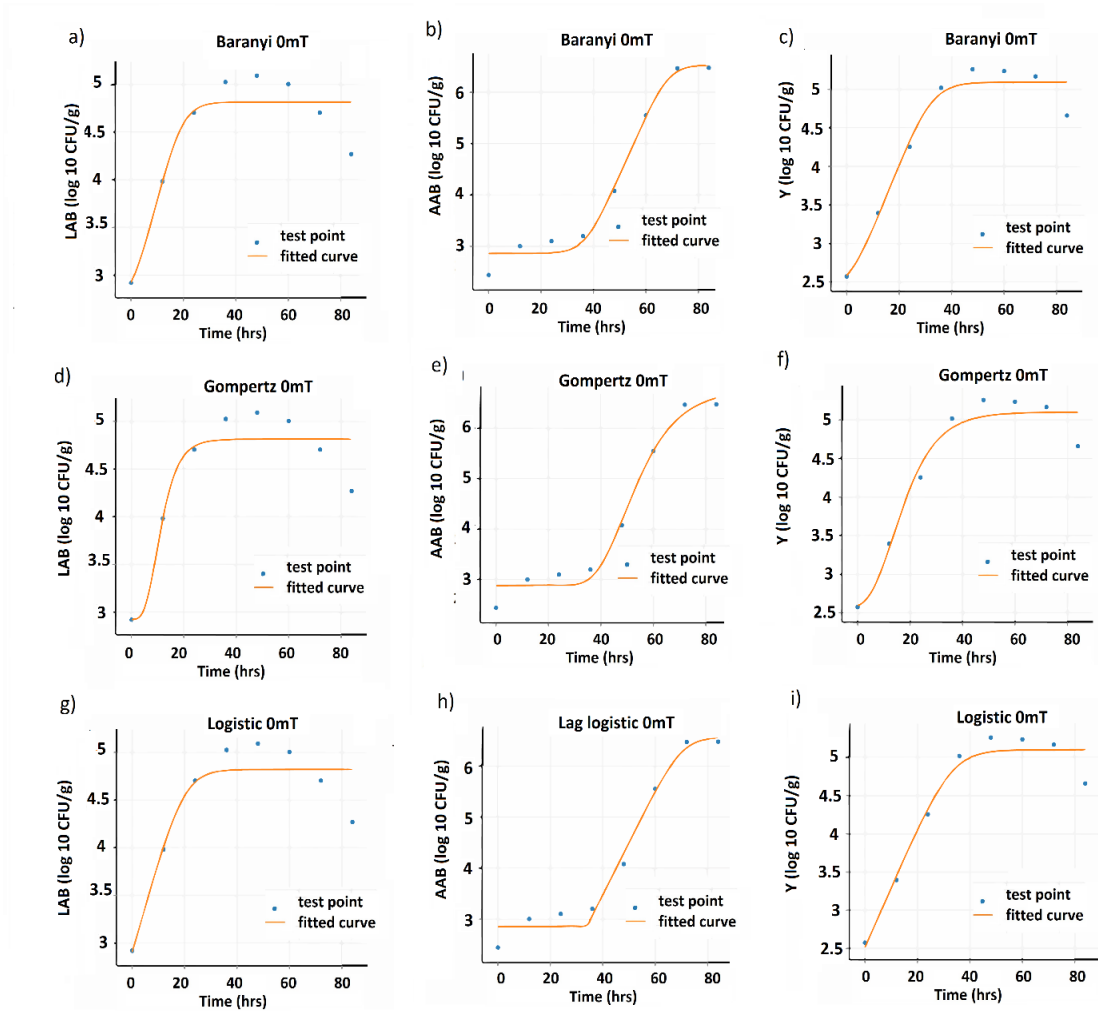 a)
Baranyi 0mT
LAB (log 10 CFU/g)
5
4.5
4
3.5
3
test point
fitted curve
0 20 40 60 80
Time (hrs)
b)
Baranyi 0mT
AAB (log 10 CFU/g)
6
5
4
3
test point
fitted curve
0 20 40 60 80
Time (hrs)
c)
Baranyi 0mT
Y (log 10 CFU/g)
5
4.5
4
3.5
3
2.5
test point
fitted curve
0 20 40 60 80
Time (hrs)
d)
Gompertz 0mT
LAB (log 10 CFU/g)
5
4.5
4
3.5
3
test point
fitted curve
0 20 40 60 80
Time (hrs)
e)
Gompertz 0mT
AAB (log 10 CFU/g)
6
5
4
3
test point
fitted curve
0 20 40 60 80
Time (hrs)
f)
Gompertz 0mT
Y (log 10 CFU/g)
5
4.5
4
3.5
3
2.5
test point
fitted curve
0 20 40 60 80
Time (hrs)
g)
Logistic 0mT
LAB (log 10 CFU/g)
5
4.5
4
3.5
3
test point
fitted curve
0 20 40 60 80
Time (hrs)
h)
Lag logistic 0mT
AAB (log 10 CFU/g)
6
5
4
3
test point
fitted curve
0 20 40 60 80
Time (hrs)
i)
Logistic 0mT
Y (log 10 CFU/g)
5
4.5
4
3.5
3
2.5
test point
fitted curve
0 20 40 60 80
Time (hrs)